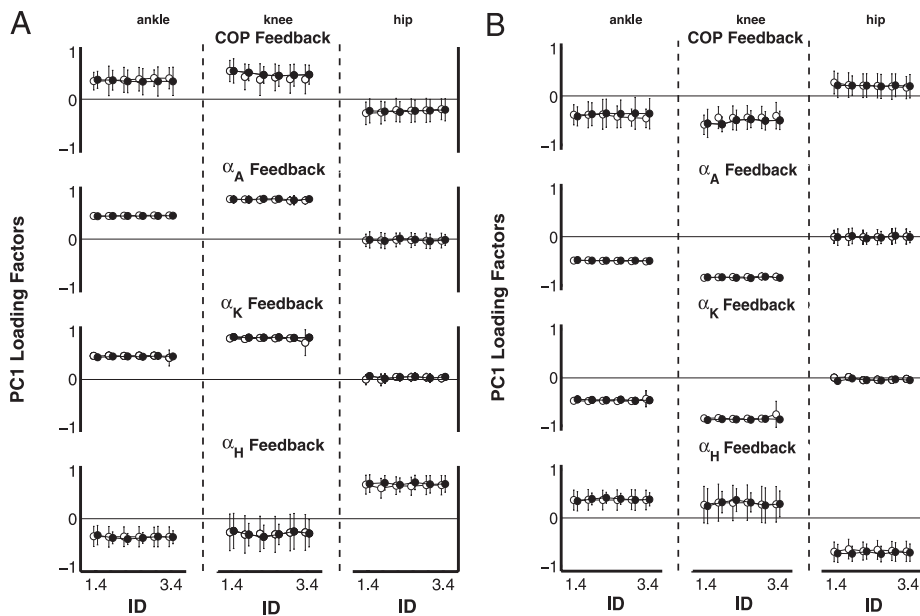 A
ankle knee hip
COP Feedback
1
0
−1
α_A Feedback
1
0
−1
α_K Feedback
1
0
−1
α_H Feedback
1
0
−1
PC1 Loading Factors
1.4 3.4 1.4 3.4 1.4 3.4
ID ID ID
B
ankle knee hip
COP Feedback
1
0
−1
α_A Feedback
1
0
−1
α_K Feedback
1
0
−1
α_H Feedback
1
0
−1
PC1 Loading Factors
1.4 3.4 1.4 3.4 1.4 3.4
ID ID ID